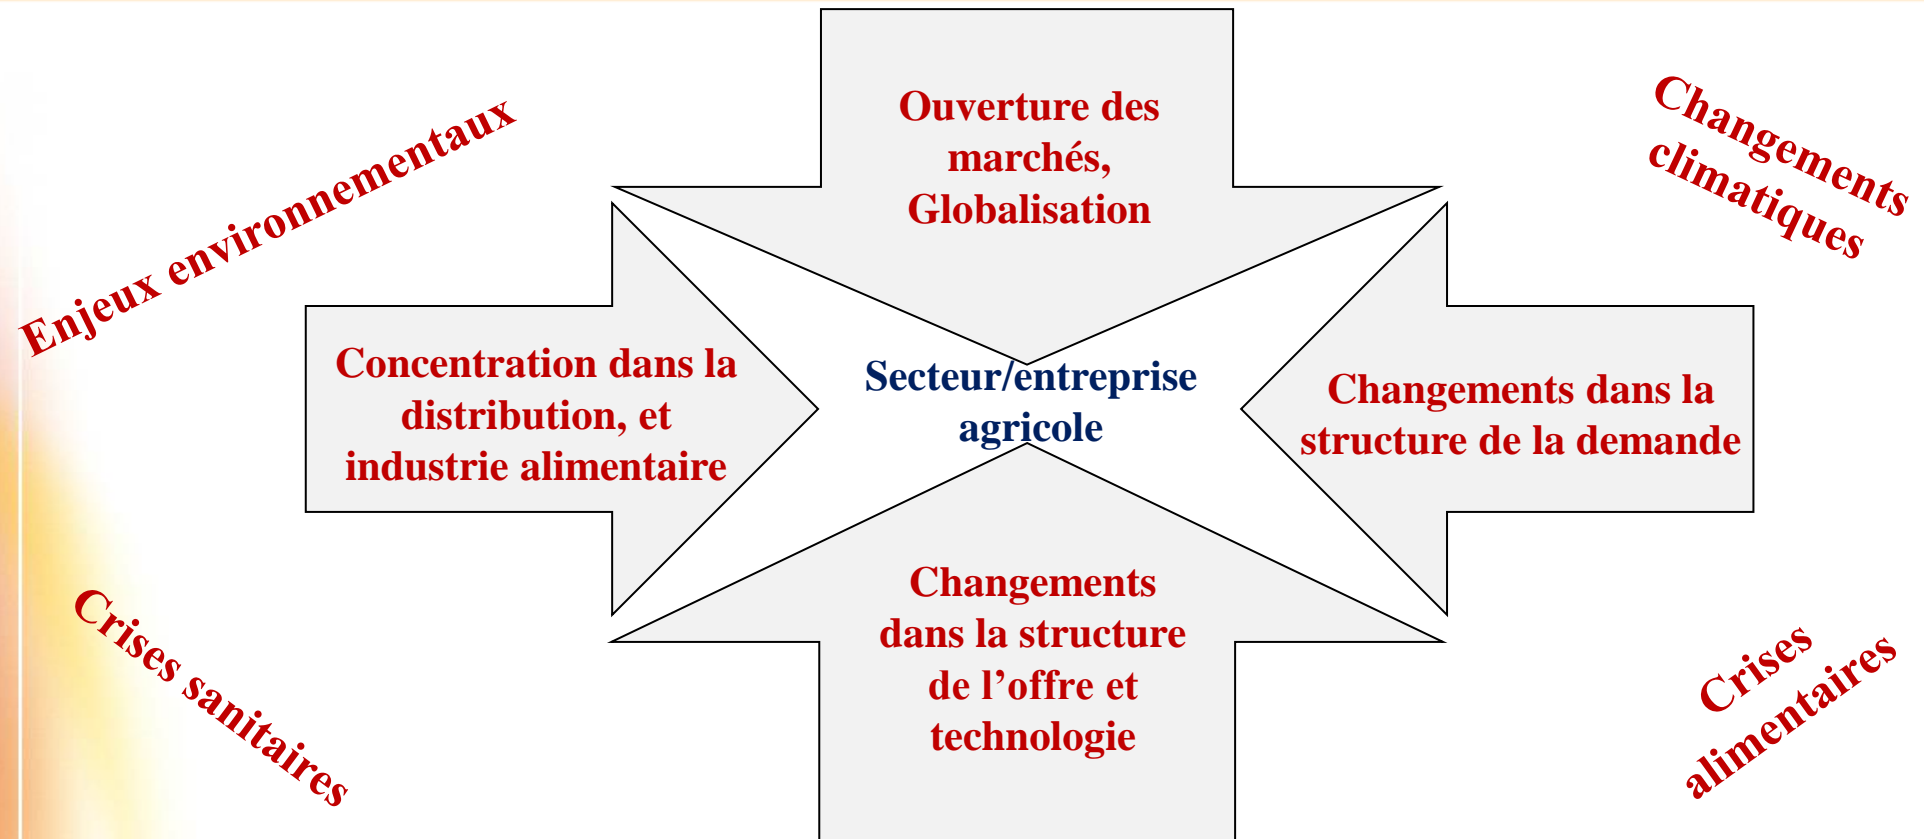 Enjeux environnementaux
Ouverture des
marchés,
Globalisation
Changements
climatiques
Concentration dans la
distribution, et
industrie alimentaire
Secteur/entreprise
agricole
Changements dans la
structure de la demande
Crises sanitaires
Changements
dans la structure
de l’offre et
technologie
Crises
alimentaires